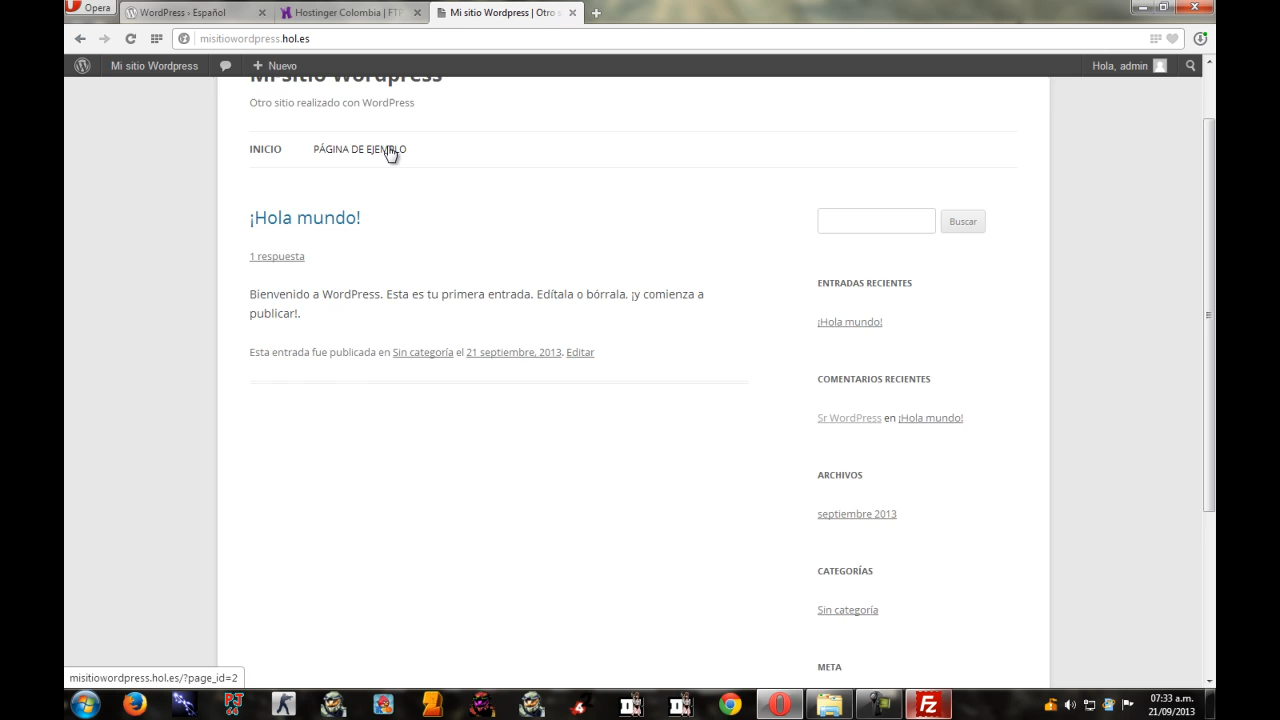 Opera
WordPress › Español
Hostinger Colombia | FTP
Mi sitio Wordpress | Otro s
misitiowordpress.hol.es
Mi sitio Wordpress
Nuevo
Hola, admin
Mi sitio Wordpress
Otro sitio realizado con WordPress
INICIO
PÁGINA DE EJEMPLO
¡Hola mundo!
1 respuesta
Bienvenido a WordPress. Esta es tu primera entrada. Edítala o bórrala, ¡y comienza a
publicar!.
Esta entrada fue publicada en Sin categoría el 21 septiembre, 2013. Editar
Buscar
ENTRADAS RECIENTES
¡Hola mundo!
COMENTARIOS RECIENTES
Sr WordPress en ¡Hola mundo!
ARCHIVOS
septiembre 2013
CATEGORÍAS
Sin categoría
META
misitiowordpress.hol.es/?page_id=2
07:33 a.m.
21/09/2013